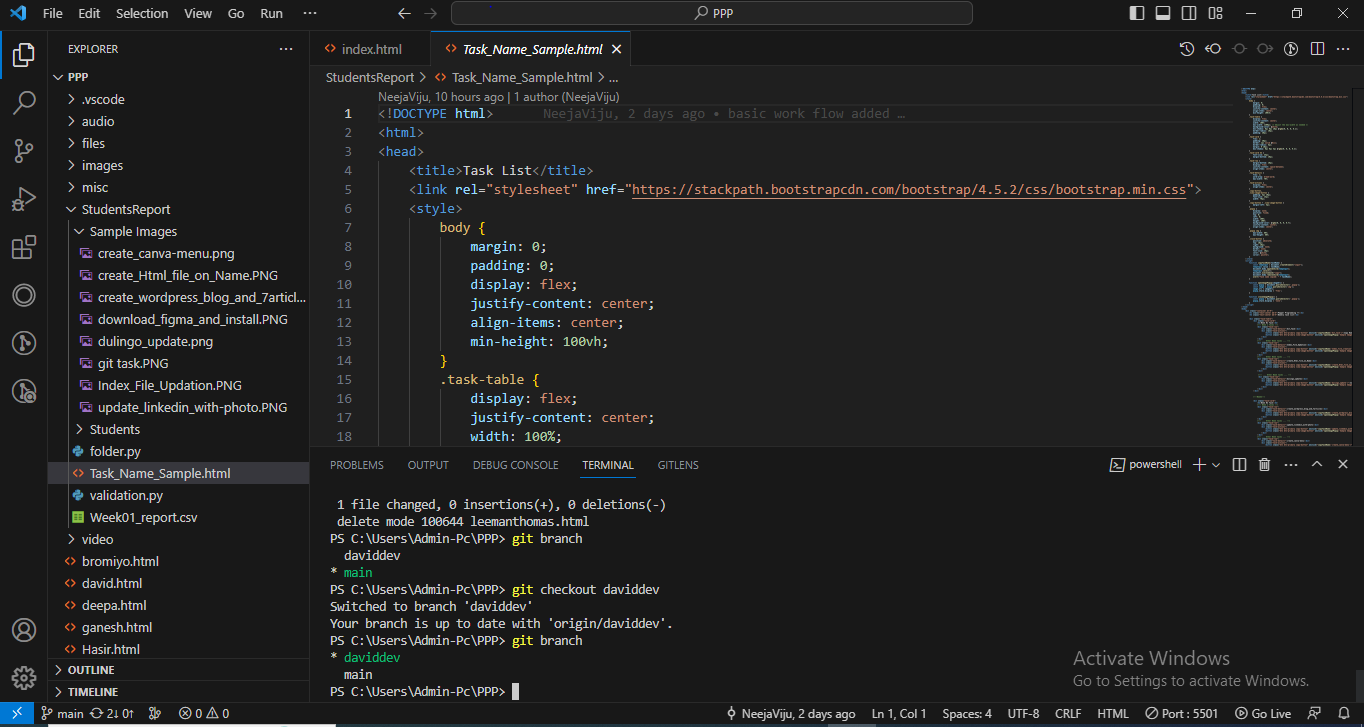 File Edit Selection View Go Run ··· PPP
EXPLORER ···
PPP
.vscode
audio
files
images
misc
StudentsReport
Sample Images
create_canva-menu.png
create_Html_file_on_Name.PNG
create_wordpress_blog_and_7articl...
download_figma_and_install.PNG
dulingo_update.png
git task.PNG
Index_File_Updation.PNG
update_linkedin_with-photo.PNG
Students
folder.py
Task_Name_Sample.html
validation.py
Week01_report.csv
video
bromiyo.html
david.html
deepa.html
ganesh.html
Hasir.html
OUTLINE
TIMELINE
index.html Task_Name_Sample.html
StudentsReport > Task_Name_Sample.html > ...
NeejaViju, 10 hours ago | 1 author (NeejaViju)
1 <!DOCTYPE html> NeejaViju, 2 days ago • basic work flow added …
2 <html>
3 <head>
4 <title>Task List</title>
5 <link rel="stylesheet" href="https://stackpath.bootstrapcdn.com/bootstrap/4.5.2/css/bootstrap.min.css">
6 <style>
7 body {
8 margin: 0;
9 padding: 0;
10 display: flex;
11 justify-content: center;
12 align-items: center;
13 min-height: 100vh;
14 }
15 .task-table {
16 display: flex;
17 justify-content: center;
18 width: 100%;
PROBLEMS OUTPUT DEBUG CONSOLE TERMINAL GITLENS powershell
1 file changed, 0 insertions(+), 0 deletions(-)
delete mode 100644 leemanthomas.html
PS C:\Users\Admin-Pc\PPP> git branch
daviddev
* main
PS C:\Users\Admin-Pc\PPP> git checkout daviddev
Switched to branch 'daviddev'
Your branch is up to date with 'origin/daviddev'.
PS C:\Users\Admin-Pc\PPP> git branch
* daviddev
main
PS C:\Users\Admin-Pc\PPP>
Activate Windows
Go to Settings to activate Windows.
main 2↓ 0↑ 0 0 NeejaViju, 2 days ago Ln 1, Col 1 Spaces: 4 UTF-8 CRLF HTML Port : 5501 Go Live